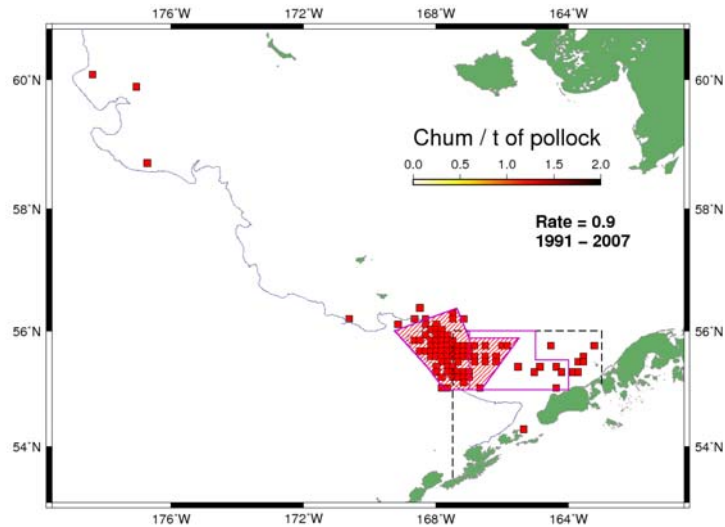 176˚W 172˚W 168˚W 164˚W
60˚N 60˚N
Chum / t of pollock
0.0 0.5 1.0 1.5 2.0
58˚N 58˚N
Rate = 0.9
1991 − 2007
56˚N 56˚N
54˚N 54˚N
176˚W 172˚W 168˚W 164˚W